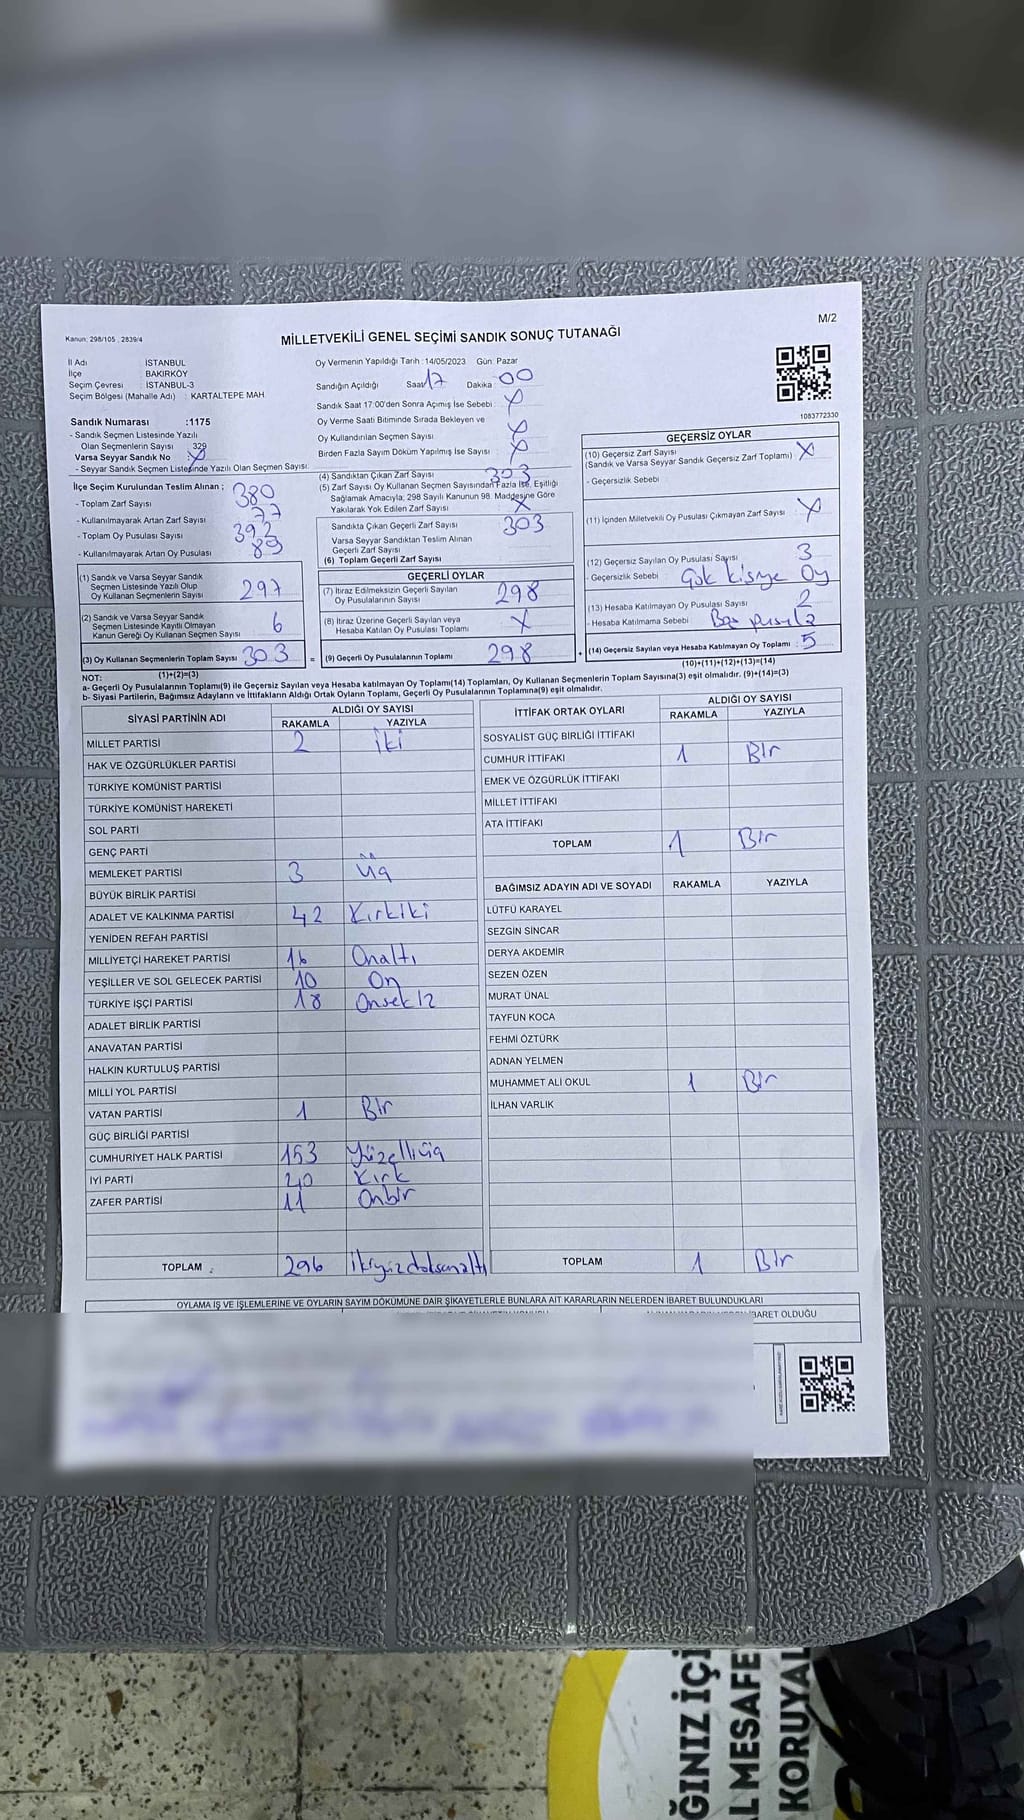 M/2
Kanun: 298/105 , 2839/4
MİLLETVEKİLİ GENEL SEÇİMİ SANDIK SONUÇ TUTANAĞI
İl Adı : İSTANBUL
İlçe : BAKIRKÖY
Seçim Çevresi : İSTANBUL-3
Seçim Bölgesi (Mahalle Adı) : KARTALTEPE MAH.
Sandık Numarası :1175
- Sandık Seçmen Listesinde Yazılı
Olan Seçmenlerin Sayısı : 329
Varsa Seyyar Sandık No : X
- Seyyar Sandık Seçmen Listesinde Yazılı Olan Seçmen Sayısı:
Oy Vermenin Yapıldığı Tarih : 14/05/2023 Gün: Pazar
Sandığın Açıldığı Saat 17 Dakika : 00
Sandık Saat 17:00'den Sonra Açımış İse Sebebi : X
Oy Verme Saati Bitiminde Sırada Bekleyen ve
Oy Kullandırılan Seçmen Sayısı : X
Birden Fazla Sayım Döküm Yapılmış İse Sayısı : X
1083772330
İlçe Seçim Kurulundan Teslim Alınan ;
- Toplam Zarf Sayısı : 380
- Kullanılmayarak Artan Zarf Sayısı : 77
- Toplam Oy Pusulası Sayısı : 392
- Kullanılmayarak Artan Oy Pusulası : 89
(1) Sandık ve Varsa Seyyar Sandık
Seçmen Listesinde Yazılı Olup
Oy Kullanan Seçmenlerin Sayısı 297
(2) Sandık ve Varsa Seyyar Sandık
Seçmen Listesinde Kayıtlı Olmayan
Kanun Gereği Oy Kullanan Seçmen Sayısı 6
(3) Oy Kullanan Seçmenlerin Toplam Sayısı 303
(1)+(2)=(3)
(4) Sandıktan Çıkan Zarf Sayısı 303
(5) Zarf Sayısı Oy Kullanan Seçmen Sayısından Fazla İse, Eşitliği
Sağlamak Amacıyla; 298 Sayılı Kanunun 98. Maddesine Göre
Yakılarak Yok Edilen Zarf Sayısı : X
Sandıkta Çıkan Geçerli Zarf Sayısı 303
Varsa Seyyar Sandıktan Teslim Alınan
Geçerli Zarf Sayısı
(6) Toplam Geçerli Zarf Sayısı
GEÇERLİ OYLAR
(7) İtiraz Edilmeksizin Geçerli Sayılan
Oy Pusulalarının Sayısı 298
(8) İtiraz Üzerine Geçerli Sayılan veya
Hesaba Katılan Oy Pusulası Toplamı X
= (9) Geçerli Oy Pusulalarının Toplamı 298
GEÇERSİZ OYLAR
(10) Geçersiz Zarf Sayısı
(Sandık ve Varsa Seyyar Sandık Geçersiz Zarf Toplamı) X
- Geçersizlik Sebebi
(11) İçinden Milletvekili Oy Pusulası Çıkmayan Zarf Sayısı X
(12) Geçersiz Sayılan Oy Pusulası Sayısı 3
- Geçersizlik Sebebi : Çok kişiye oy
(13) Hesaba Katılmayan Oy Pusulası Sayısı 2
- Hesaba Katılmama Sebebi : Boş pusula
+ (14) Geçersiz Sayılan veya Hesaba Katılmayan Oy Toplamı : 5
(10)+(11)+(12)+(13)=(14)
NOT:
a- Geçerli Oy Pusulalarının Toplamı(9) ile Geçersiz Sayılan veya Hesaba Katılmayan Oy Toplamı(14) Toplamları, Oy Kullanan Seçmenlerin Toplam Sayısına(3) eşit olmalıdır. (9)+(14)=(3)
b- Siyasi Partilerin, Bağımsız Adayların ve İttifakların Aldığı Ortak Oyların Toplamı, Geçerli Oy Pusulalarının Toplamına(9) eşit olmalıdır.
SİYASİ PARTİNİN ADI ALDIĞI OY SAYISI
RAKAMLA YAZIYLA
MİLLET PARTİSİ 2 iki
HAK VE ÖZGÜRLÜKLER PARTİSİ
TÜRKİYE KOMÜNİST PARTİSİ
TÜRKİYE KOMÜNİST HAREKETİ
SOL PARTİ
GENÇ PARTİ
MEMLEKET PARTİSİ 3 üç
BÜYÜK BİRLİK PARTİSİ
ADALET VE KALKINMA PARTİSİ 42 Kırkiki
YENİDEN REFAH PARTİSİ
MİLLİYETÇİ HAREKET PARTİSİ 16 Onaltı
YEŞİLLER VE SOL GELECEK PARTİSİ 10 On
TÜRKİYE İŞÇİ PARTİSİ 18 Onsekiz
ADALET BİRLİK PARTİSİ
ANAVATAN PARTİSİ
HALKIN KURTULUŞ PARTİSİ
MİLLİ YOL PARTİSİ
VATAN PARTİSİ 1 Bir
GÜÇ BİRLİĞİ PARTİSİ
CUMHURİYET HALK PARTİSİ 153 Yüzelliüç
İYİ PARTİ 40 Kırk
ZAFER PARTİSİ 11 Onbir
TOPLAM : 296 ikiyüzdoksanaltı
İTTİFAK ORTAK OYLARI ALDIĞI OY SAYISI
RAKAMLA YAZIYLA
SOSYALİST GÜÇ BİRLİĞİ İTTİFAKI
CUMHUR İTTİFAKI 1 Bir
EMEK VE ÖZGÜRLÜK İTTİFAKI
MİLLET İTTİFAKI
ATA İTTİFAKI
TOPLAM 1 Bir
BAĞIMSIZ ADAYIN ADI VE SOYADI RAKAMLA YAZIYLA
LÜTFÜ KARAYEL
SEZGİN SİNCAR
DERYA AKDEMİR
SEZEN ÖZEN
MURAT ÜNAL
TAYFUN KOCA
FEHMİ ÖZTÜRK
ADNAN YELMEN
MUHAMMET ALİ OKUL 1 Bir
İLHAN VARLIK
TOPLAM 1 Bir
OYLAMA İŞ VE İŞLEMLERİNE VE OYLARIN SAYIM DÖKÜMÜNE DAİR ŞİKAYETLERLE BUNLARA AİT KARARLARIN NELERDEN İBARET BULUNDUKLARI
OLDUĞU
ĞINIZ İÇİ
L MESAFE
KORUYAL